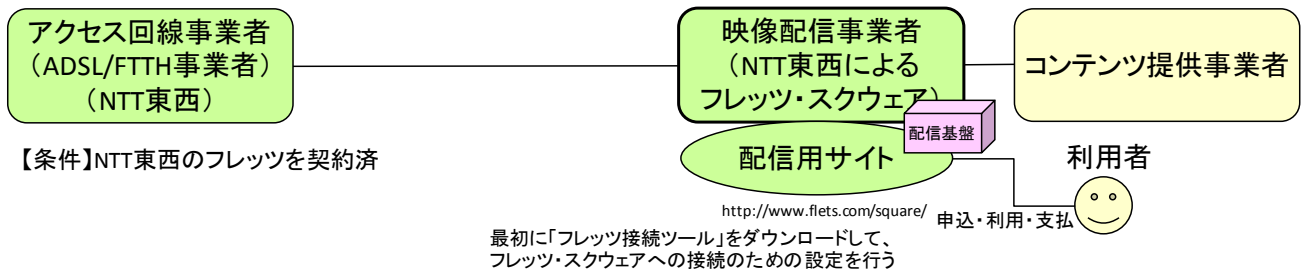 アクセス回線事業者
（ADSL/FTTH事業者）
（NTT東西）
映像配信事業者
（NTT東西による
フレッツ・スクウェア）
コンテンツ提供事業者
配信基盤
配信用サイト
利用者
【条件】NTT東西のフレッツを契約済
http://www.flets.com/square/
申込・利用・支払
最初に「フレッツ接続ツール」をダウンロードして、
フレッツ・スクウェアへの接続のための設定を行う